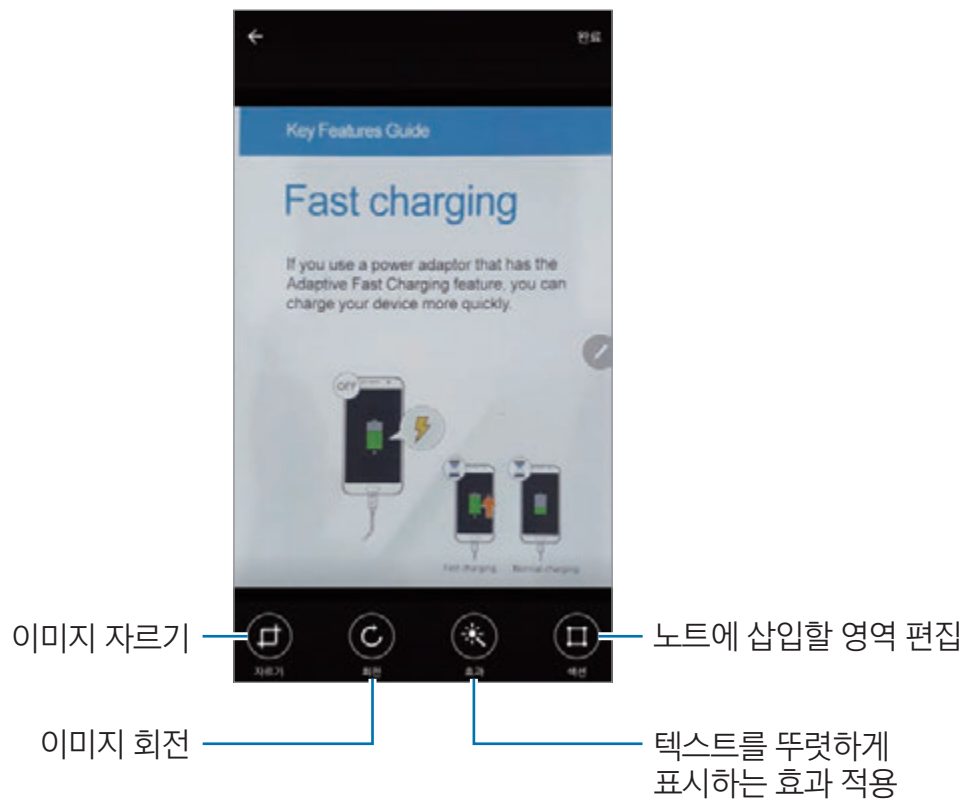 완료
Key Features Guide
Fast charging
If you use a power adaptor that has the
Adaptive Fast Charging feature, you can
charge your device more quickly.
OFF
Fast charging
Normal charging
자르기
회전
효과
섹션
이미지 자르기
노트에 삽입할 영역 편집
이미지 회전
텍스트를 뚜렷하게
표시하는 효과 적용